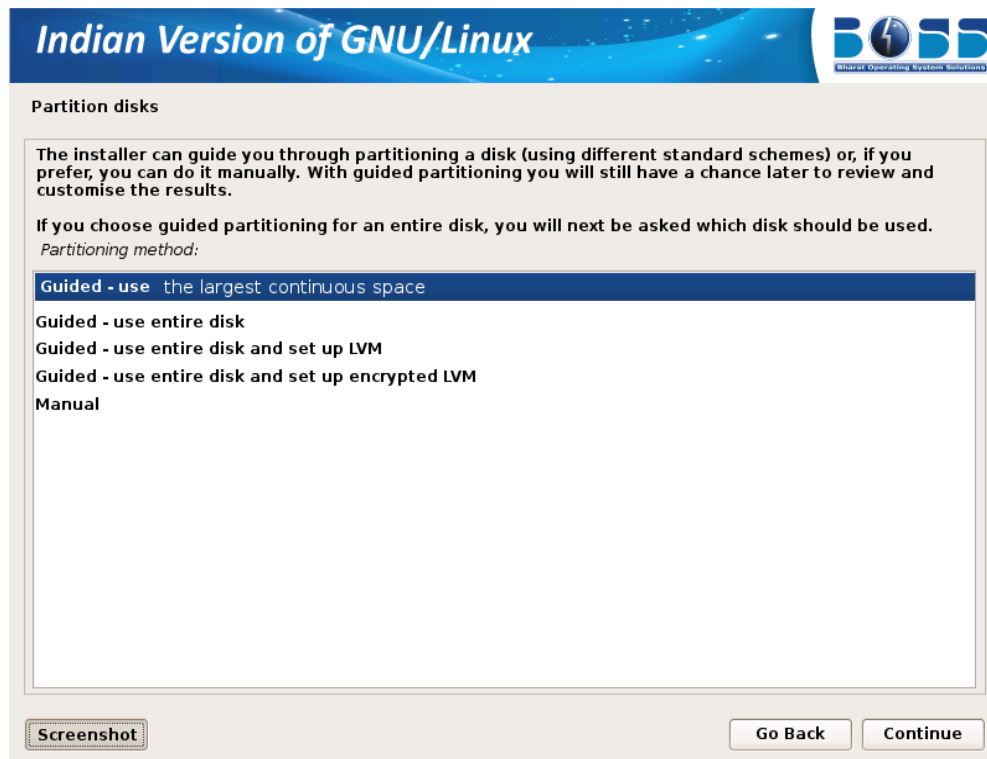 Indian Version of GNU/Linux
BOSS
Bharat Operating System Solutions
Partition disks
The installer can guide you through partitioning a disk (using different standard schemes) or, if you
prefer, you can do it manually. With guided partitioning you will still have a chance later to review and
customise the results.
If you choose guided partitioning for an entire disk, you will next be asked which disk should be used.
Partitioning method:
Guided - use the largest continuous space
Guided - use entire disk
Guided - use entire disk and set up LVM
Guided - use entire disk and set up encrypted LVM
Manual
Screenshot
Go Back
Continue